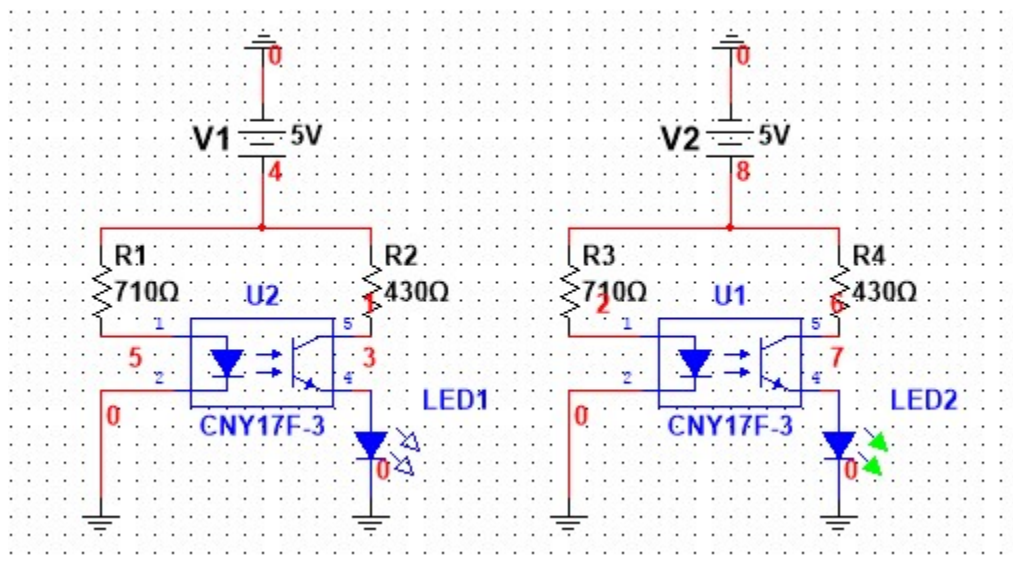 0 0
V1 5V V2 5V
4 8
R1 R2 R3 R4
710Ω U2 430Ω 710Ω U1 430Ω
1 2 6
1 5 1 5
5 3 7
2 4 2 4
LED1 LED2
0 0
CNY17F-3 CNY17F-3
0 0